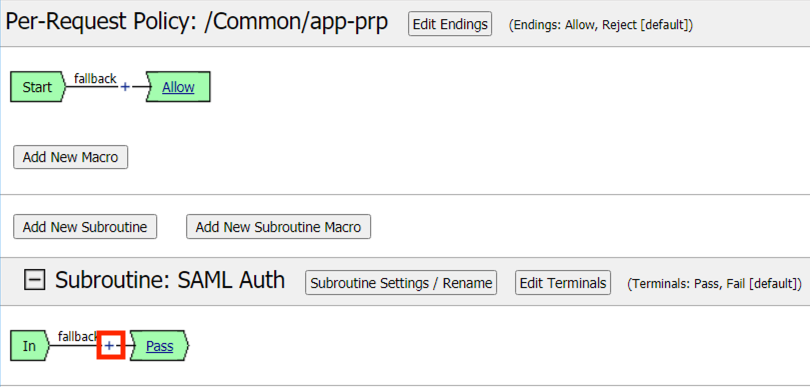 Per-Request Policy: /Common/app-prp Edit Endings (Endings: Allow, Reject [default])
Start fallback + Allow
Add New Macro
Add New Subroutine Add New Subroutine Macro
Subroutine: SAML Auth Subroutine Settings / Rename Edit Terminals (Terminals: Pass, Fail [default])
In fallback + Pass